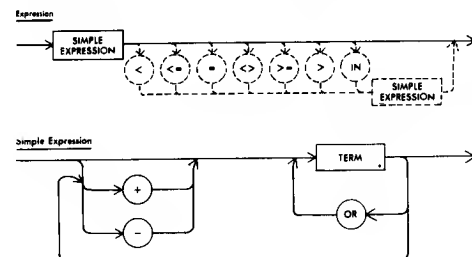 Expression
SIMPLE
EXPRESSION
< <= = <> >= > IN
SIMPLE
EXPRESSION
Simple Expression
+
TERM
OR
-